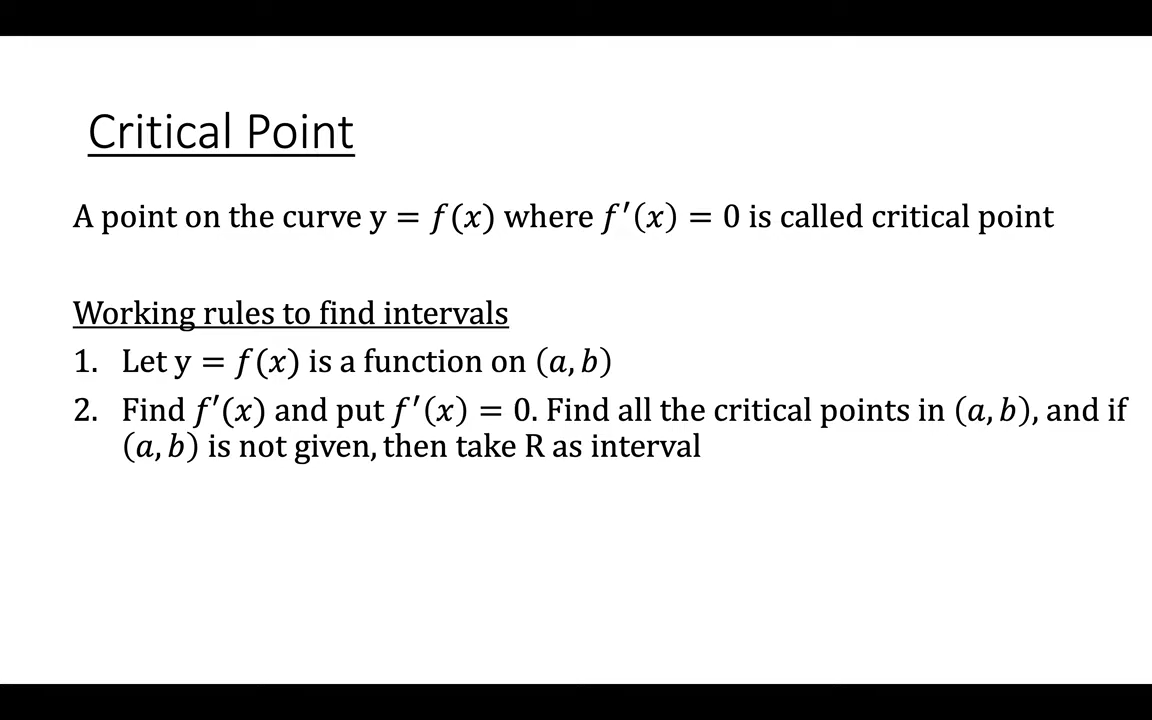 Critical Point
A point on the curve y = f(x) where f′(x) = 0 is called critical point
Working rules to find intervals
1. Let y = f(x) is a function on (a, b)
2. Find f′(x) and put f′(x) = 0. Find all the critical points in (a, b), and if
(a, b) is not given, then take R as interval